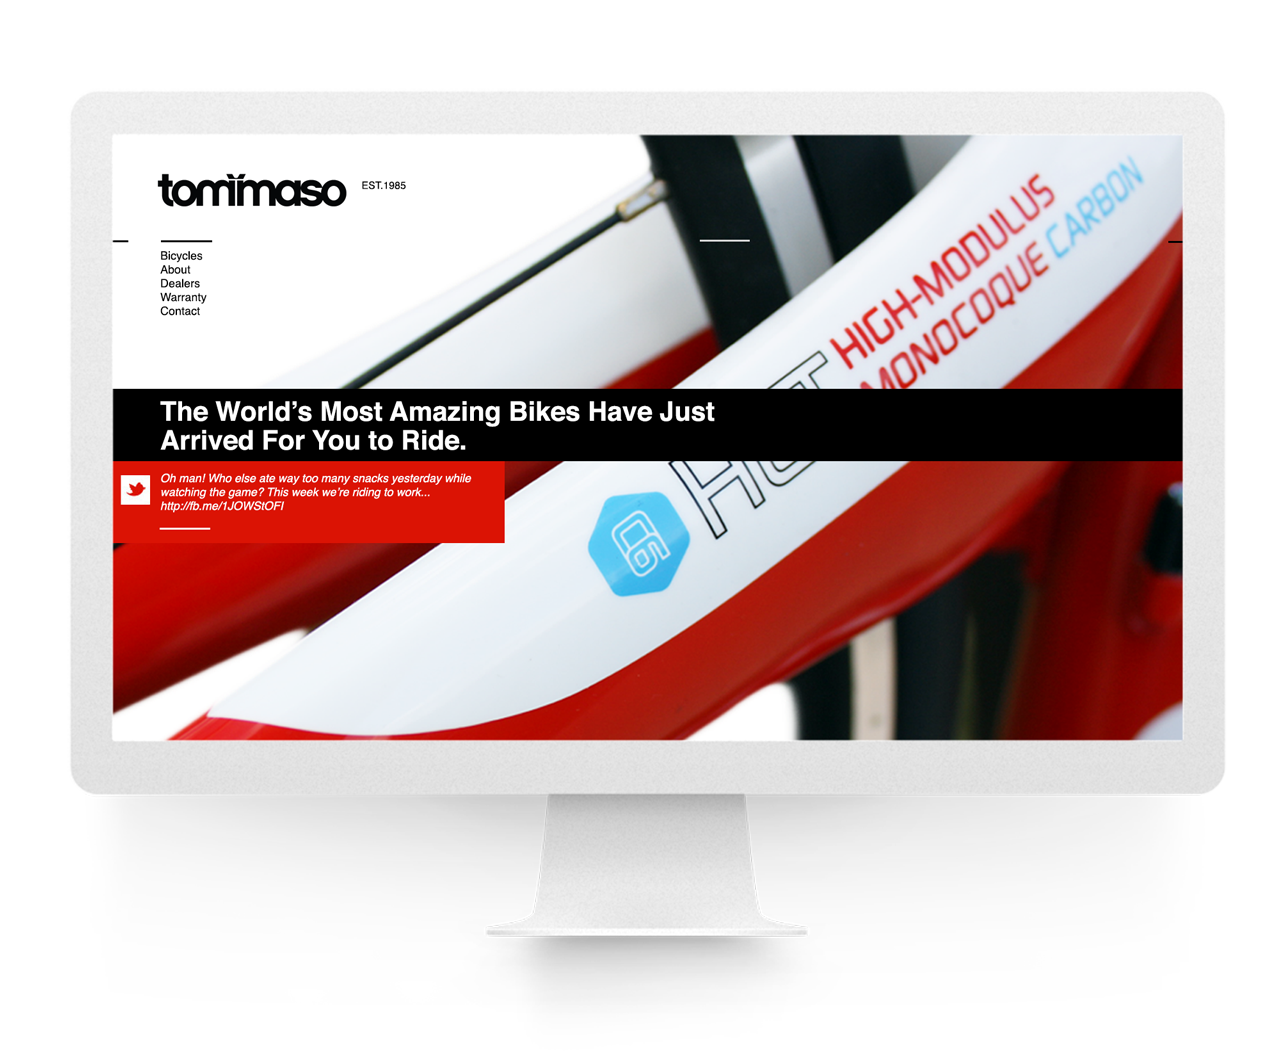 tommaso EST.1985
Bicycles
About
Dealers
Warranty
Contact
HIGH-MODULUS
MONOCOQUE CARBON
The World's Most Amazing Bikes Have Just
Arrived For You to Ride.
Oh man! Who else ate way too many snacks yesterday while
watching the game? This week we're riding to work...
http://fb.me/1JOWStOFI